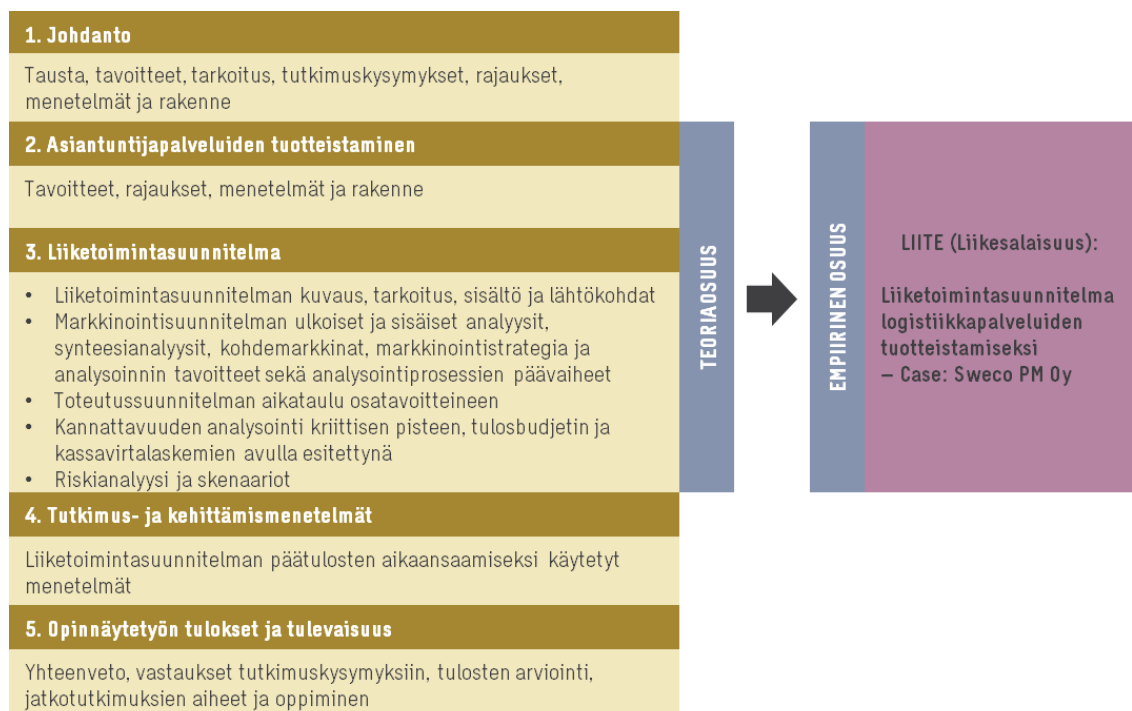 1. Johdanto
Tausta, tavoitteet, tarkoitus, tutkimuskysymykset, rajaukset,
menetelmät ja rakenne
2. Asiantuntijapalveluiden tuotteistaminen
Tavoitteet, rajaukset, menetelmät ja rakenne
3. Liiketoimintasuunnitelma
• Liiketoimintasuunnitelman kuvaus, tarkoitus, sisältö ja lähtökohdat
• Markkinointisuunnitelman ulkoiset ja sisäiset analyysit,
synteesianalyysit, kohdemarkkinat, markkinointistrategia ja
analysoinnin tavoitteet sekä analysointiprosessien päävaiheet
• Toteutussuunnitelman aikataulu osatavoitteineen
• Kannattavuuden analysointi kriittisen pisteen, tulosbudjetin ja
kassavirtalaskemien avulla esitettynä
• Riskianalyysi ja skenaariot
4. Tutkimus- ja kehittämismenetelmät
Liiketoimintasuunnitelman päätulosten aikaansaamiseksi käytetyt
menetelmät
5. Opinnäytetyön tulokset ja tulevaisuus
Yhteenveto, vastaukset tutkimuskysymyksiin, tulosten arviointi,
jatkotutkimuksien aiheet ja oppiminen
TEORIAOSUUS
EMPIIRINEN OSUUS
LIITE (Liikesalaisuus):
Liiketoimintasuunnitelma
logistiikkapalveluiden
tuotteistamiseksi
– Case: Sweco PM Oy